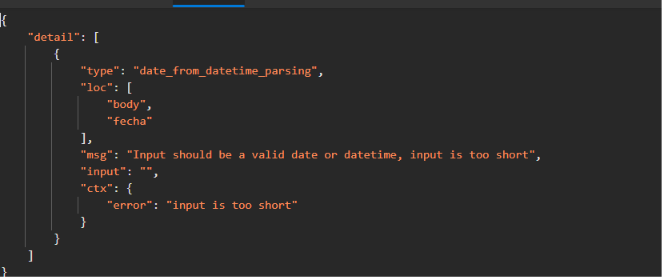 {
"detail": [
{
"type": "date_from_datetime_parsing",
"loc": [
"body",
"fecha"
],
"msg": "Input should be a valid date or datetime, input is too short",
"input": "",
"ctx": {
"error": "input is too short"
}
}
]
}